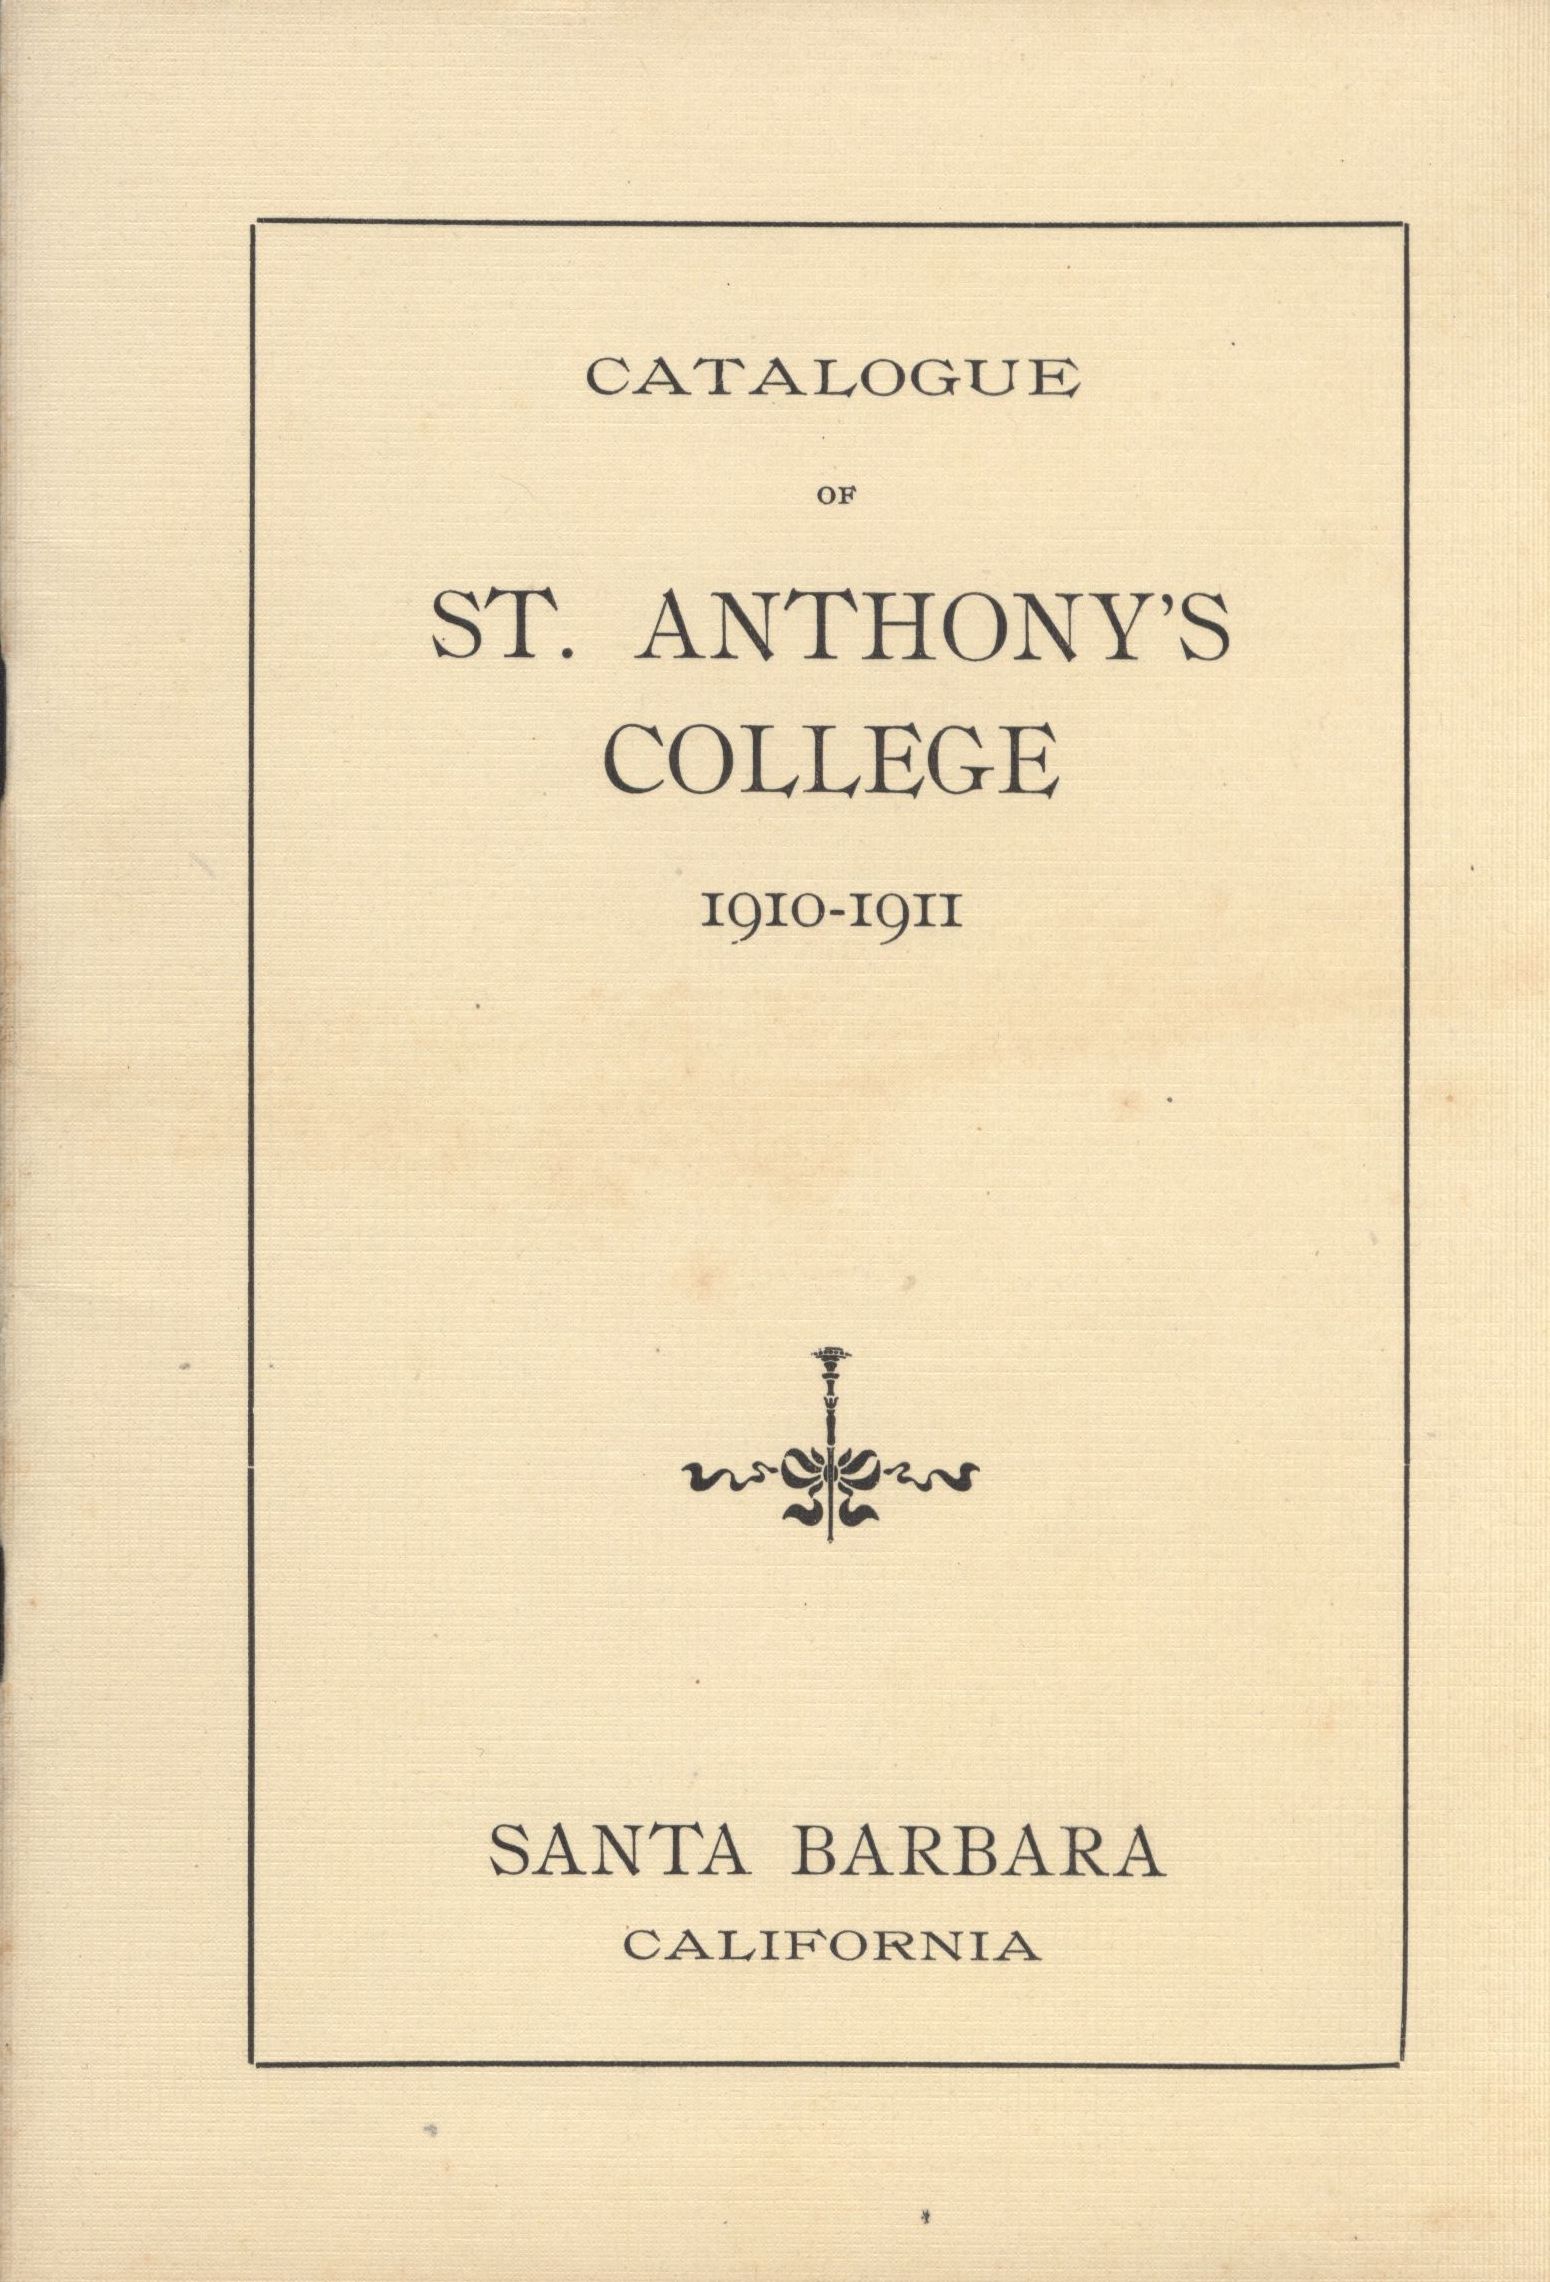 CATALOGUE
OF
ST. ANTHONY'S
COLLEGE
1910-1911
SANTA BARBARA
CALIFORNIA